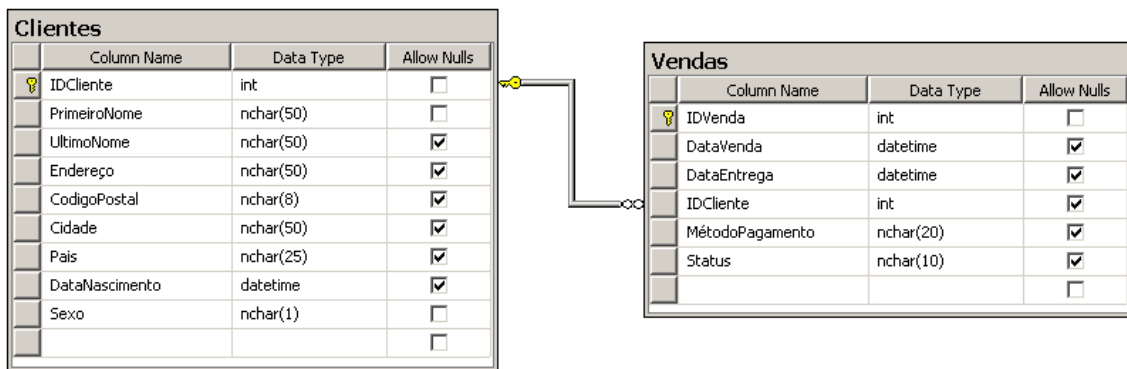 Clientes
Column Name Data Type Allow Nulls
IDCliente int
PrimeiroNome nchar(50)
UltimoNome nchar(50)
Endereço nchar(50)
CodigoPostal nchar(8)
Cidade nchar(50)
Pais nchar(25)
DataNascimento datetime
Sexo nchar(1)
Vendas
Column Name Data Type Allow Nulls
IDVenda int
DataVenda datetime
DataEntrega datetime
IDCliente int
MétodoPagamento nchar(20)
Status nchar(10)